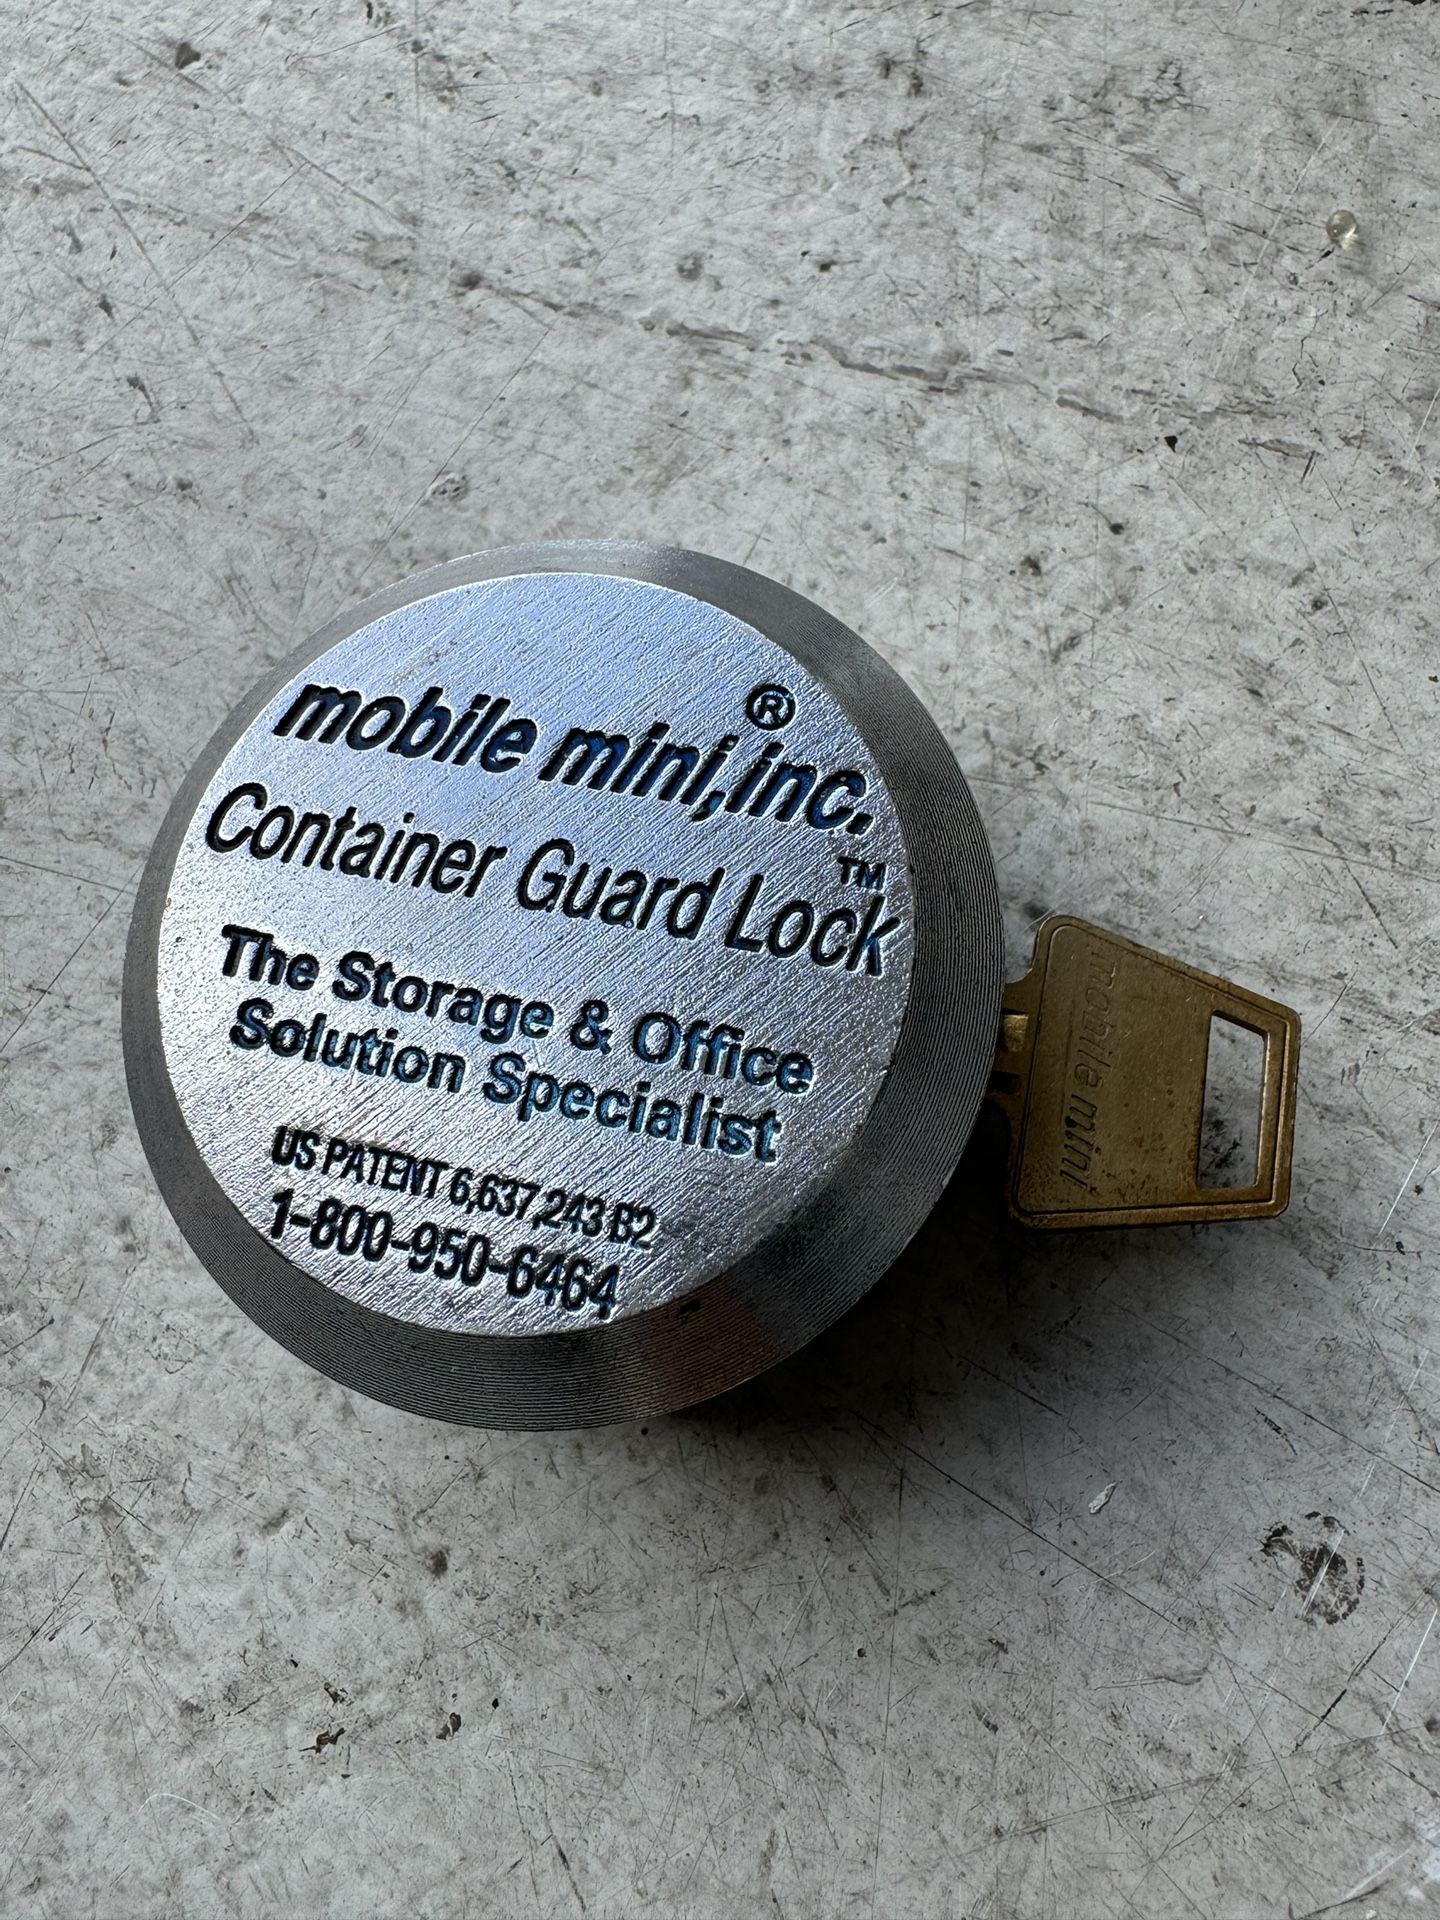 mobile mini,inc.®
Container Guard Lock™
The Storage & Office
Solution Specialist
US PATENT 6,637,243 B2
1-800-950-6464
mobile mini